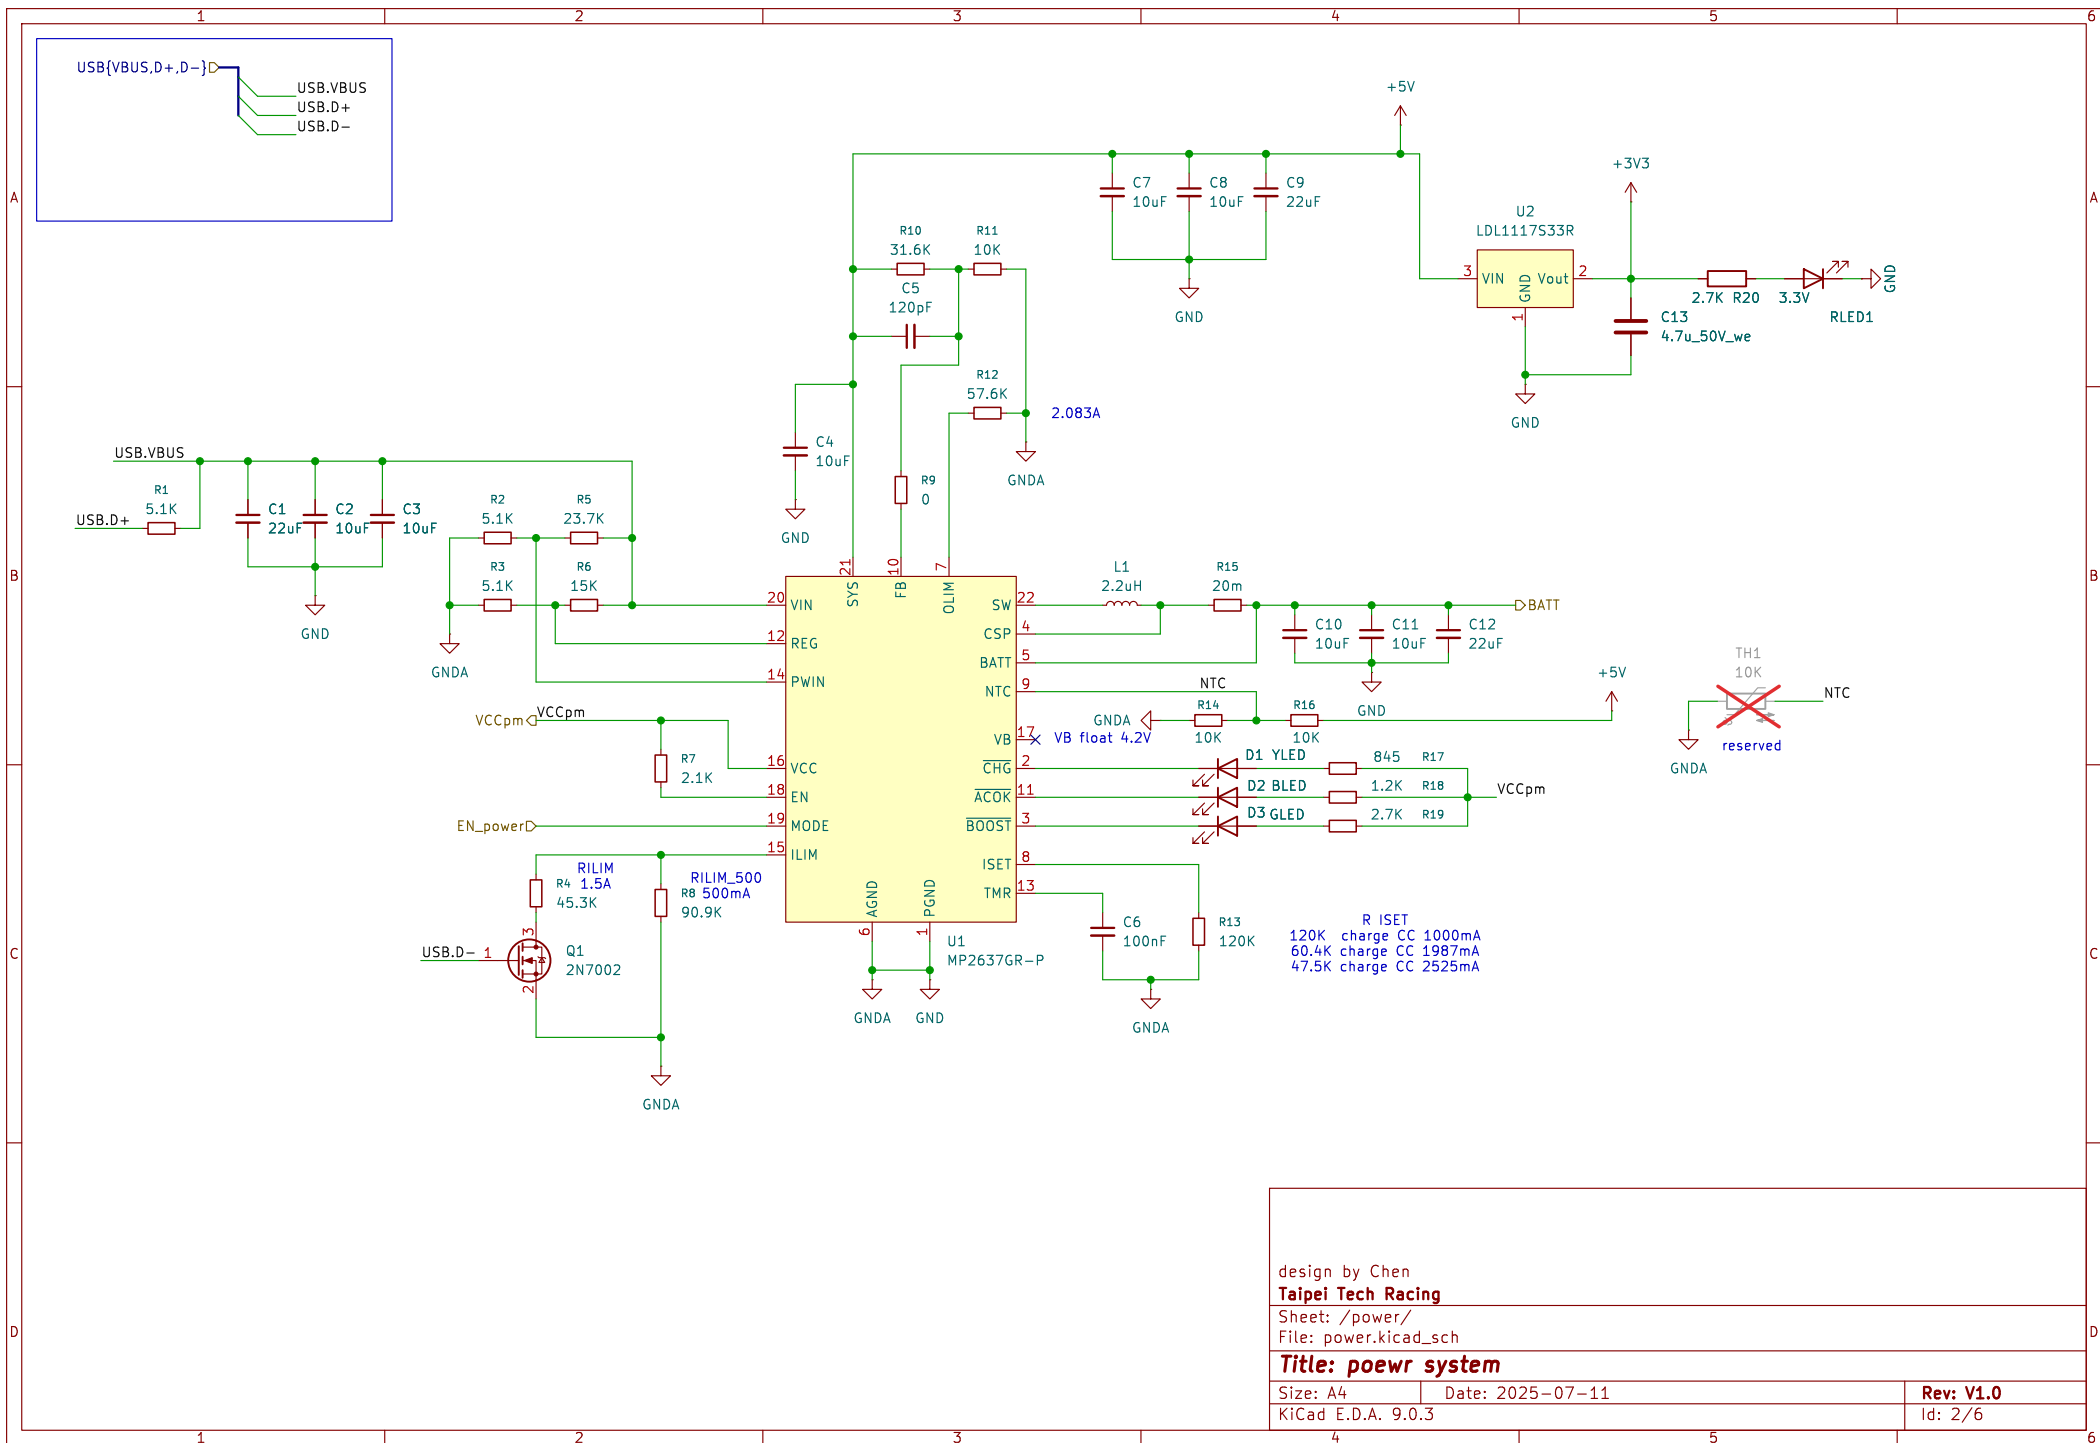 1 2 3 4 5 6
USB{VBUS,D+,D-}
USB.VBUS
USB.D+
USB.D-
A
A
+5V
+3V3
C7
10uF
C8
10uF
C9
22uF
GND
U2
LDL1117S33R
3 VIN
GND
Vout 2
1
GND
2.7K R20
3.3V
RLED1
GND
C13
4.7u_50V_we
R10
31.6K
R11
10K
C5
120pF
R12
57.6K
2.083A
GNDA
C4
10uF
GND
R9
0
USB.VBUS
R1
5.1K
USB.D+
C1
22uF
C2
10uF
C3
10uF
GND
R2
5.1K
R5
23.7K
R3
5.1K
R6
15K
GNDA
B
B
21 SYS
10 FB
7 OLIM
20 VIN
12 REG
14 PWIN
16 VCC
18 EN
19 MODE
15 ILIM
SW 22
CSP 4
BATT 5
NTC 9
VB 17
CHG 2
ACOK 11
BOOST 3
ISET 8
TMR 13
AGND 6
PGND 1
U1
MP2637GR-P
GNDA
GND
VCCpm
VCCpm
R7
2.1K
EN_power
RILIM
1.5A
R4
45.3K
RILIM_500
500mA
R8
90.9K
USB.D-
1
3
2
Q1
2N7002
GNDA
L1
2.2uH
R15
20m
BATT
C10
10uF
C11
10uF
C12
22uF
GND
NTC
GNDA
R14
10K
R16
10K
+5V
VB float 4.2V
D1 YLED
845
R17
D2 BLED
1.2K
R18
D3 GLED
2.7K
R19
VCCpm
TH1
10K
NTC
reserved
GNDA
C6
100nF
R13
120K
GNDA
R ISET
120K charge CC 1000mA
60.4K charge CC 1987mA
47.5K charge CC 2525mA
C
C
D
D
design by Chen
Taipei Tech Racing
Sheet: /power/
File: power.kicad_sch
Title: poewr system
Size: A4
Date: 2025-07-11
Rev: V1.0
KiCad E.D.A. 9.0.3
Id: 2/6
1 2 3 4 5 6